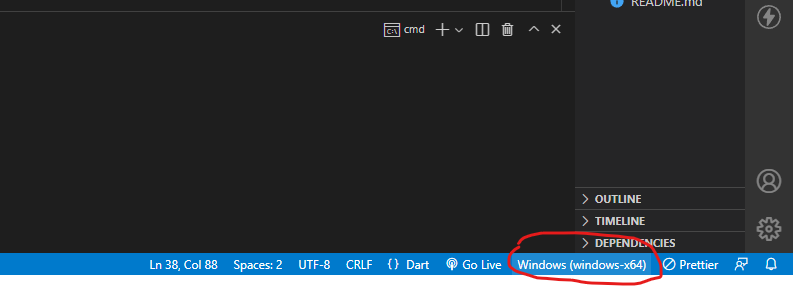 README.md
cmd
OUTLINE
TIMELINE
DEPENDENCIES
Ln 38, Col 88 Spaces: 2 UTF-8 CRLF {} Dart Go Live Windows (windows-x64) Prettier